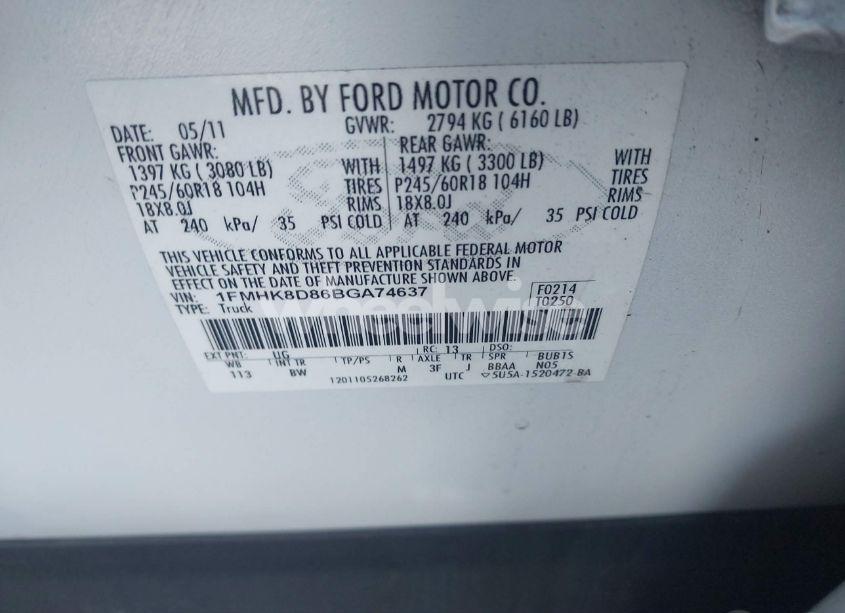 MFD. BY FORD MOTOR CO.
DATE: 05/11 GVWR: 2794 KG ( 6160 LB)
FRONT GAWR: REAR GAWR:
1397 KG ( 3080 LB) WITH 1497 KG ( 3300 LB) WITH
P245/60R18 104H TIRES P245/60R18 104H TIRES
18X8.0J RIMS 18X8.0J RIMS
AT 240 kPa/ 35 PSI COLD AT 240 kPa/ 35 PSI COLD
THIS VEHICLE CONFORMS TO ALL APPLICABLE FEDERAL MOTOR
VEHICLE SAFETY AND THEFT PREVENTION STANDARDS IN
EFFECT ON THE DATE OF MANUFACTURE SHOWN ABOVE.
VIN: 1FMHK8D86BGA74637 F0214
TYPE: Truck T0250
Wheelwise
RC: 13 DSO:
EXT PNT: UG
WB INT TR TP/PS R AXLE TR SPR BUBTS
113 BW M 3F J BBAA N05
1201105268262 UTC ▽5U5A-1520472-BA